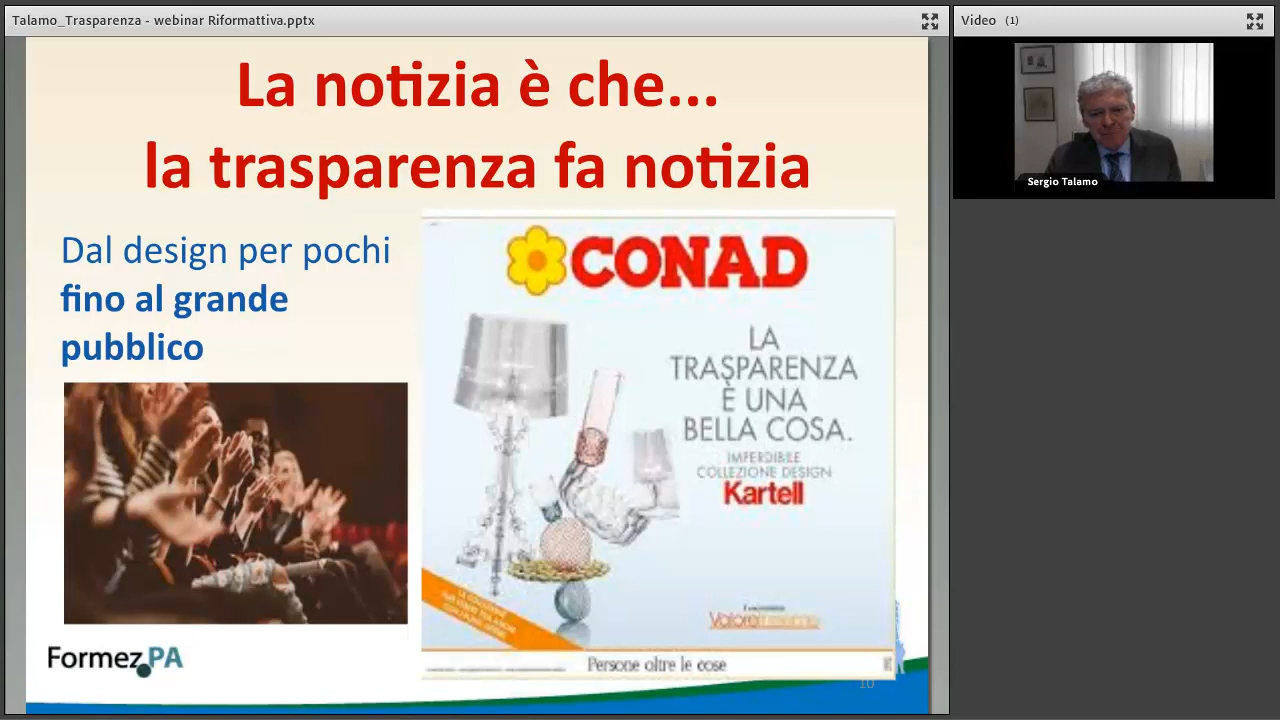 Talamo_Trasparenza - webinar Riformattiva.pptx
Video (1)
Sergio Talamo
La notizia è che...
la trasparenza fa notizia
Dal design per pochi
fino al grande
pubblico
CONAD
LA
TRASPARENZA
È UNA
BELLA COSA.
IMPERDIBILE
COLLEZIONE DESIGN
Kartell
Persone oltre le cose
Formez PA
10